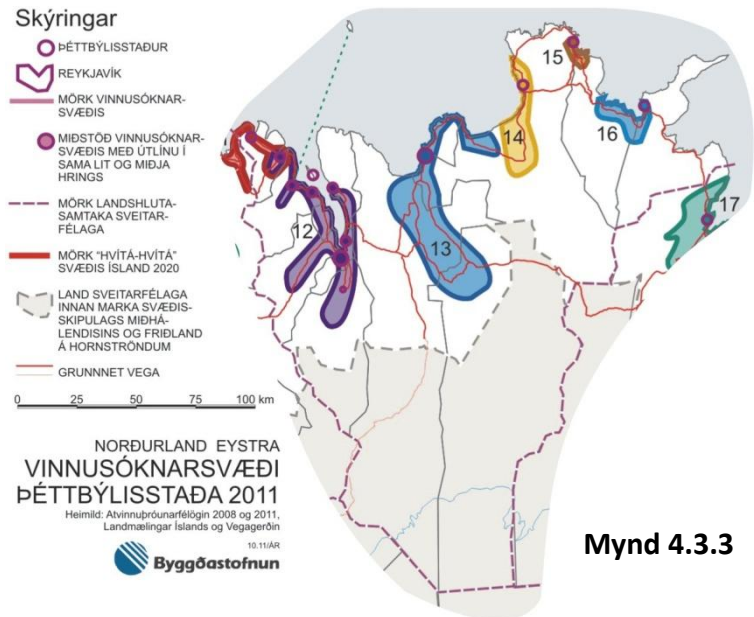 Skýringar
ÞÉTTBÝLISSTAÐUR
REYKJAVÍK
MÖRK VINNUSÓKNAR-
SVÆÐIS
MIÐSTÖÐ VINNUSÓKNAR-
SVÆÐIS MEÐ ÚTLÍNU Í
SAMA LIT OG MIÐJA
HRINGS
MÖRK LANDSHLUTA-
SAMTAKA SVEITAR-
FÉLAGA
MÖRK "HVÍTÁ-HVÍTÁ"
SVÆÐIS ÍSLAND 2020
LAND SVEITARFÉLAGA
INNAN MARKA SVÆÐIS-
SKIPULAGS MIÐHÁ-
LENDISINS OG FRIÐLAND
Á HORNSTRÖNDUM
GRUNNNET VEGA
0 25 50 75 100 km
NORÐURLAND EYSTRA
VINNUSÓKNARSVÆÐI
ÞÉTTBÝLISSTAÐA 2011
Heimild: Atvinnuþróunarfélögin 2008 og 2011,
Landmælingar Íslands og Vegagerðin
10.11/ÁR
Byggðastofnun
12
13
14
15
16
17
Mynd 4.3.3